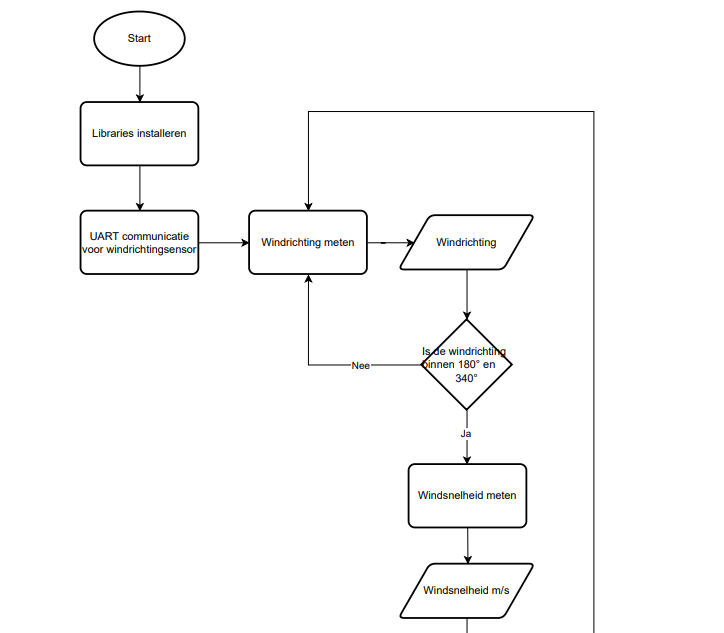 Start
Libraries installeren
UART communicatie
voor windrichtingsensor
Windrichting meten
Windrichting
Is de windrichting
binnen 180° en
340°
Nee
Ja
Windsnelheid meten
Windsnelheid m/s